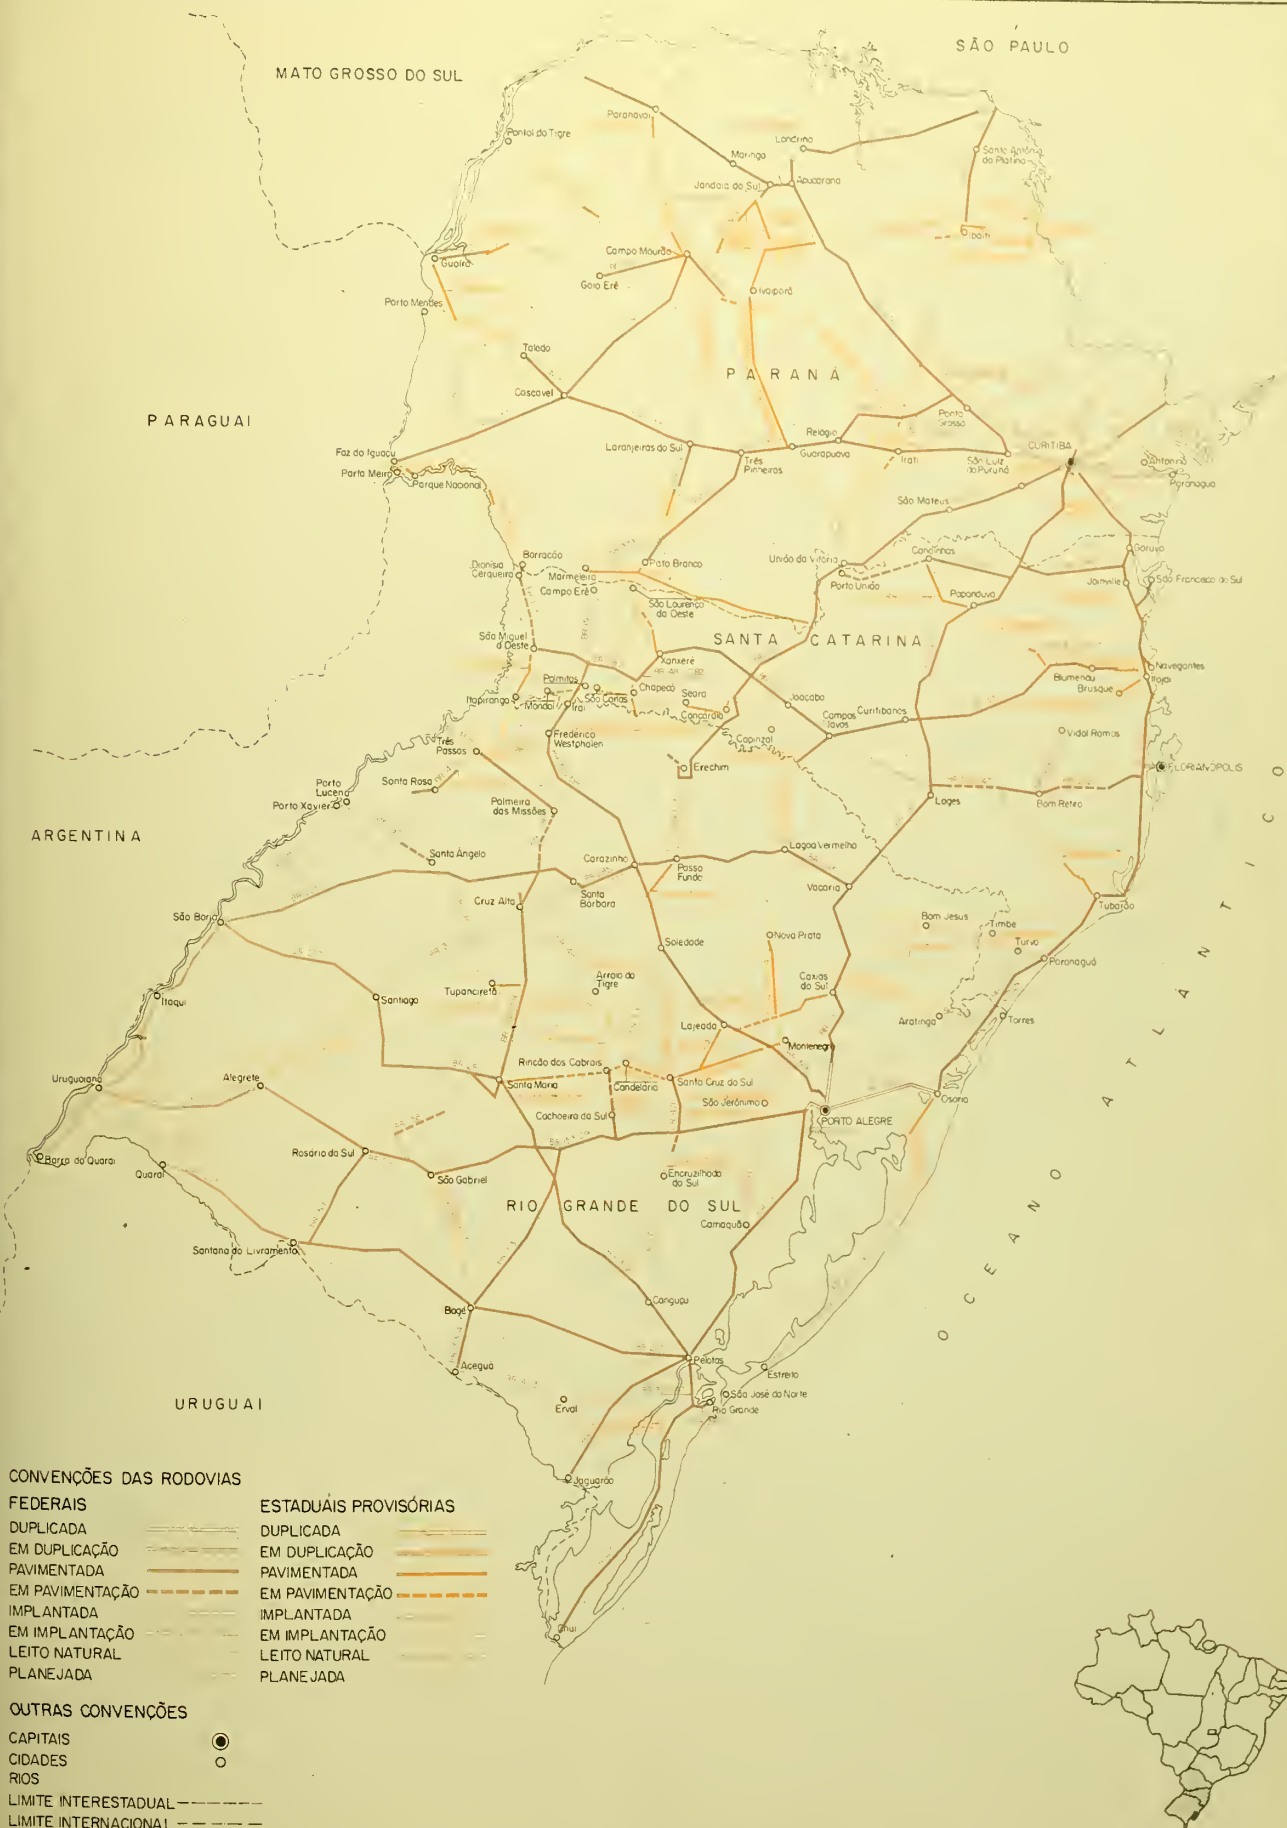 SÃO PAULO
MATO GROSSO DO SUL
Paranavaí
Pontal do Tigre
Londrina
Maringá
Santo Antônio
da Platina
Jandaia do Sul
Apucarana
Ibaiti
Campo Mourão
Guaíra
Goio Erê
Ivaiporã
Porto Mendes
Toledo
PARANÁ
Cascavel
PARAGUAI
Ponta
Grossa
Relógio
Foz do Iguaçu
Laranjeiras do Sul
Guarapuava
CURITIBA
Três
Pinheiros
Irati
São Luiz
do Purunã
Antonina
Porto Meira
Parque Nacional
Paranaguá
São Mateus
Garuva
Barracão
Pato Branco
União da Vitória
Canoinhas
Dionísio
Cerqueira
Marmeleiro
Porto União
Joinville
São Francisco do Sul
Campo Erê
São Lourenço
do Oeste
Papanduva
São Miguel
d'Oeste
SANTA CATARINA
Xanxerê
Navegantes
Blumenau
Itajaí
Palmitos
Chapecó
Seara
Brusque
Itapiranga
Mondaí
São Carlos
Iraí
Joaçaba
Concórdia
Campos
Novos
Curitibanos
Frederico
Westphalen
Capinzal
Vidal Ramos
Três
Passos
Erechim
FLORIANÓPOLIS
Santa Rosa
Porto
Lucena
Porto Xavier
Palmeira
das Missões
Lages
Bom Retiro
ARGENTINA
Santo Ângelo
Carazinho
Lagoa Vermelha
Passo
Fundo
Vacaria
Santa
Bárbara
Cruz Alta
Tubarão
São Borja
Bom Jesus
Timbé
Nova Prata
Turvo
Soledade
Paranaguá
Arroio do
Tigre
Caxias
do Sul
Tupanciretã
Itaqui
Santiago
Lajeado
Aratinga
Torres
Montenegro
Rincão dos Cabrais
Uruguaiana
Alegrete
Santa Maria
Candelária
Santa Cruz do Sul
São Jerônimo
Osório
Cachoeira do Sul
PORTO ALEGRE
Rosário do Sul
Barra do Quaraí
Quaraí
São Gabriel
Encruzilhada
do Sul
RIO GRANDE DO SUL
Camaquã
Santana do Livramento
OCEANO ATLÂNTICO
Canguçu
Bagé
Pelotas
Aceguá
Estreito
São José do Norte
Erval
Rio Grande
URUGUAI
Jaguarão
Chuí
CONVENÇÕES DAS RODOVIAS
FEDERAIS
DUPLICADA
EM DUPLICAÇÃO
PAVIMENTADA
EM PAVIMENTAÇÃO
IMPLANTADA
EM IMPLANTAÇÃO
LEITO NATURAL
PLANEJADA
ESTADUAIS PROVISÓRIAS
DUPLICADA
EM DUPLICAÇÃO
PAVIMENTADA
EM PAVIMENTAÇÃO
IMPLANTADA
EM IMPLANTAÇÃO
LEITO NATURAL
PLANEJADA
OUTRAS CONVENÇÕES
CAPITAIS
CIDADES
RIOS
LIMITE INTERESTADUAL
LIMITE INTERNACIONAL